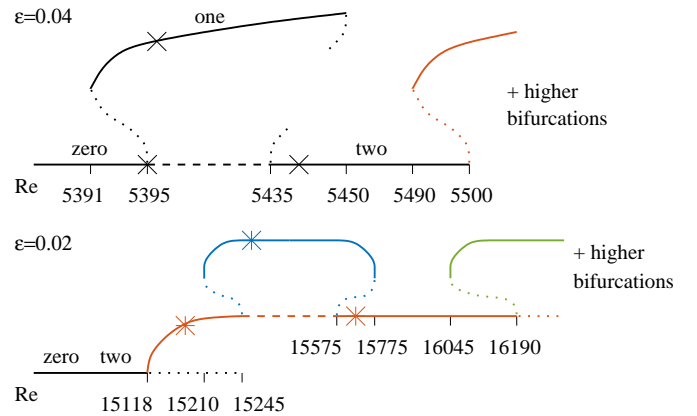 ε=0.04
one
+ higher
bifurcations
zero
two
Re
5391 5395 5435 5450 5490 5500
ε=0.02
+ higher
bifurcations
15575 15775 16045 16190
zero two
Re
15118 15210 15245